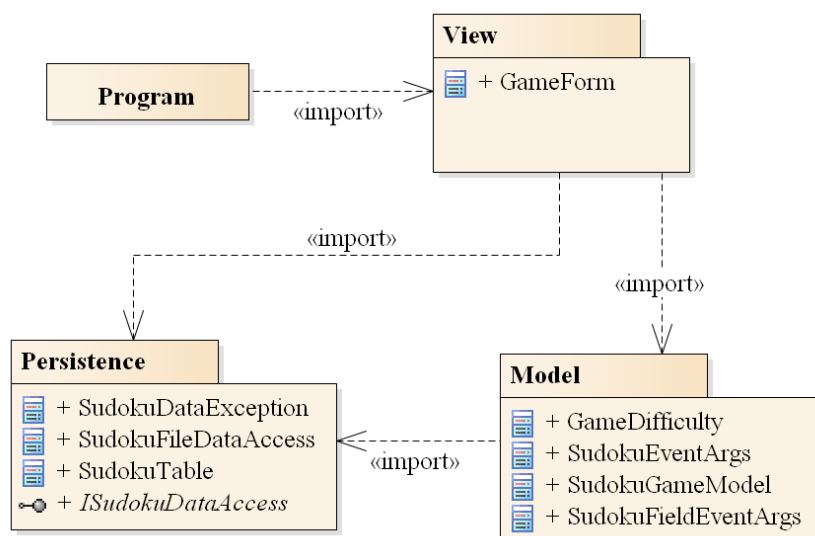 View
+ GameForm
Program
«import»
«import»
«import»
Persistence
+ SudokuDataException
+ SudokuFileDataAccess
+ SudokuTable
+ ISudokuDataAccess
«import»
Model
+ GameDifficulty
+ SudokuEventArgs
+ SudokuGameModel
+ SudokuFieldEventArgs